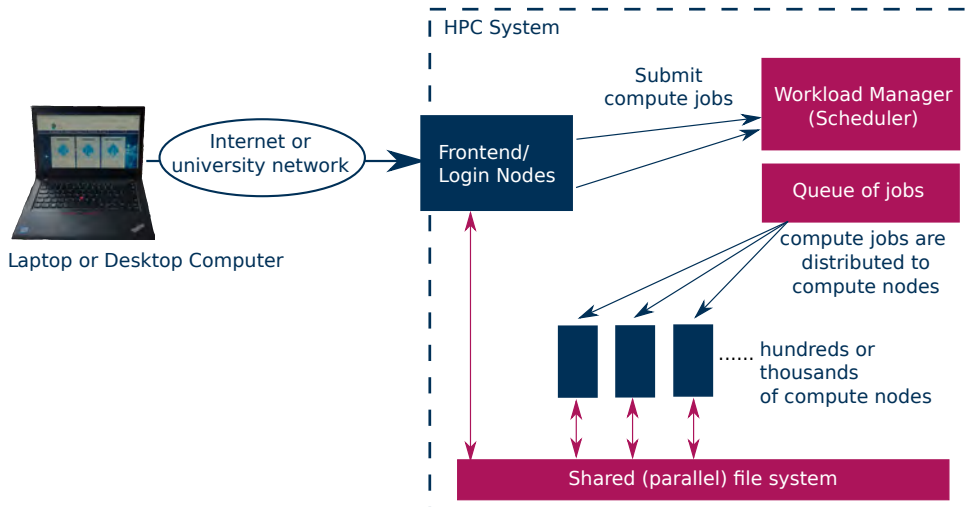 HPC System
Submit
compute jobs
Workload Manager
(Scheduler)
Internet or
university network
Frontend/
Login Nodes
Queue of jobs
Laptop or Desktop Computer
compute jobs are
distributed to
compute nodes
...... hundreds or
thousands
of compute nodes
Shared (parallel) file system